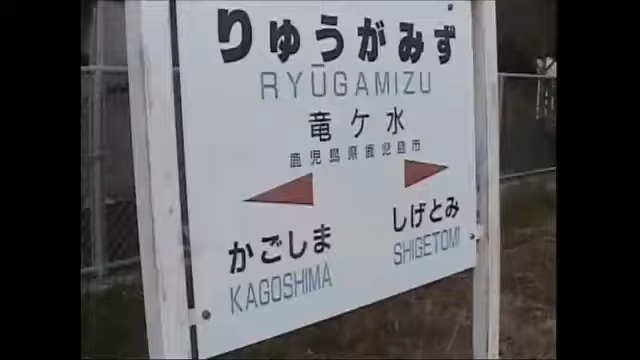 りゅうがみず
RYŪGAMIZU
竜ケ水
鹿児島県鹿児島市
かごしま
KAGOSHIMA
しげとみ
SHIGETOMI